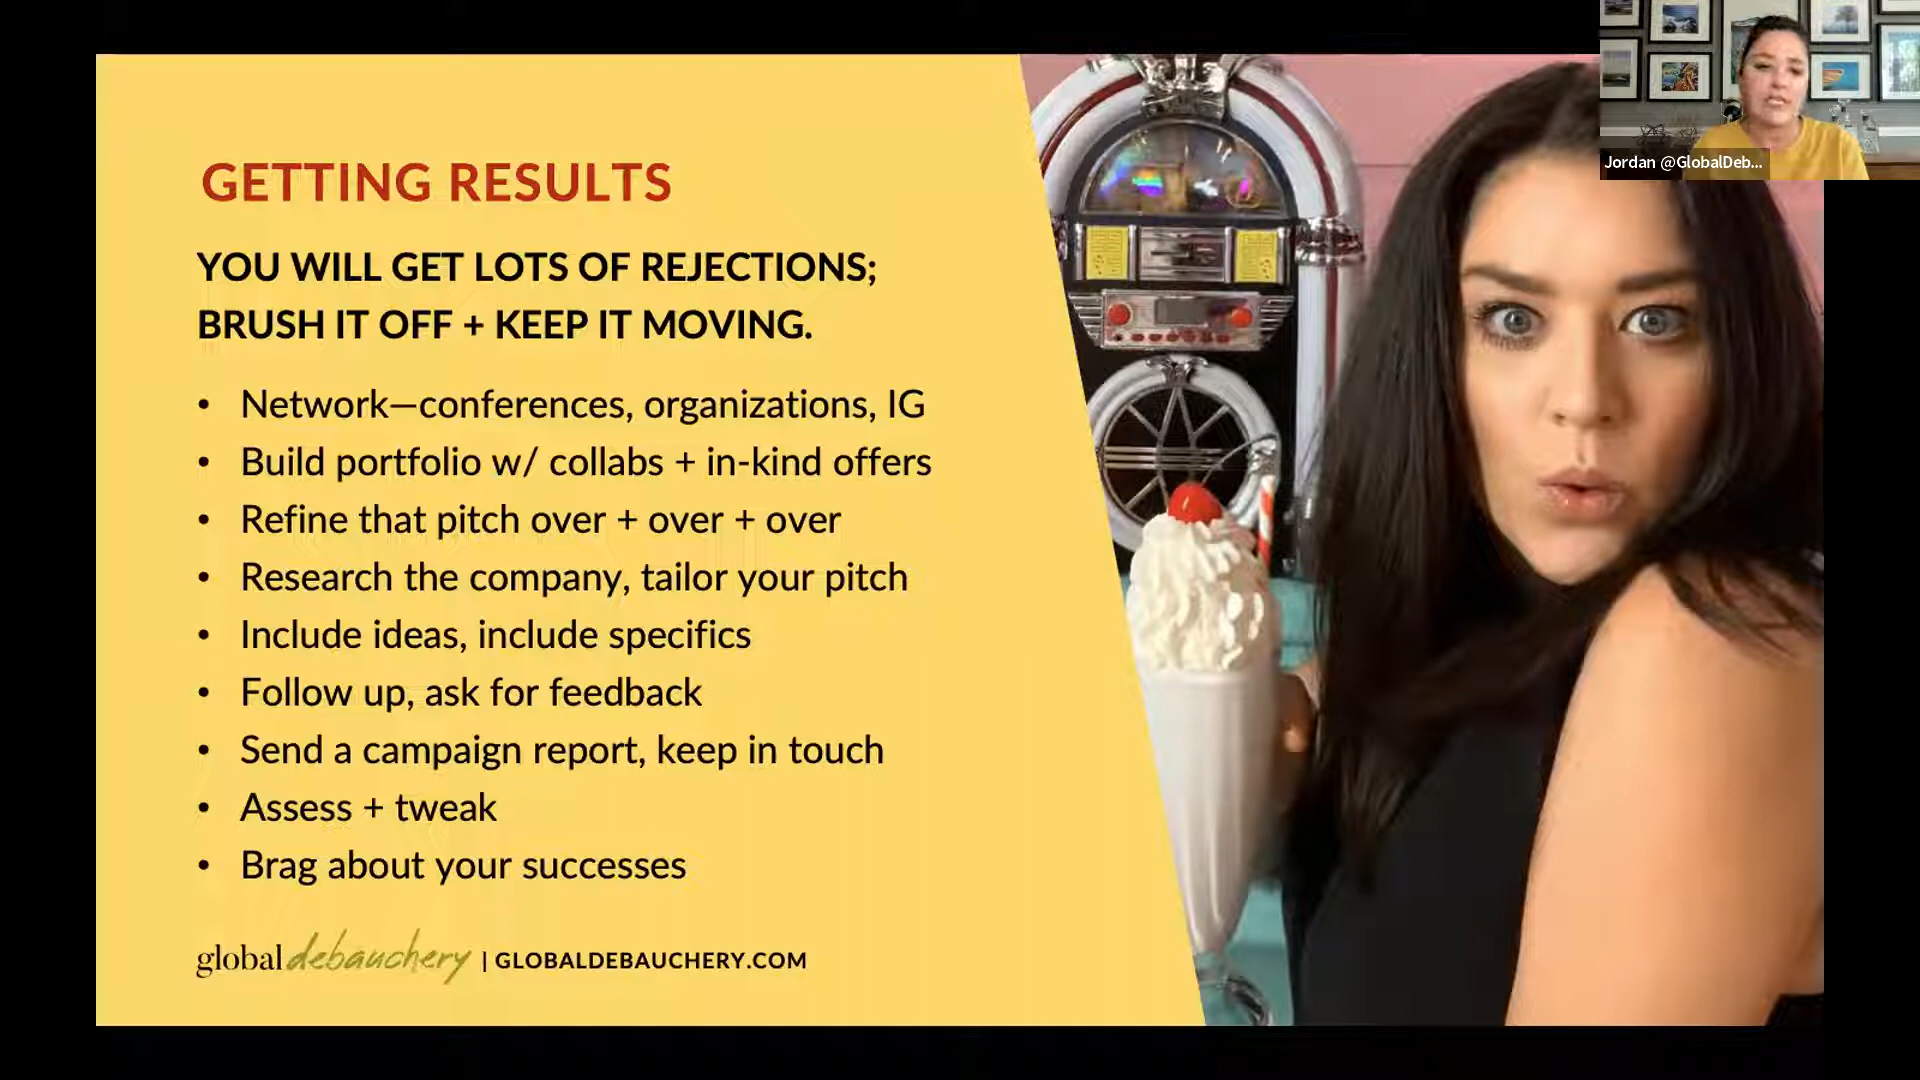 GETTING RESULTS
YOU WILL GET LOTS OF REJECTIONS;
BRUSH IT OFF + KEEP IT MOVING.
• Network—conferences, organizations, IG
• Build portfolio w/ collabs + in-kind offers
• Refine that pitch over + over + over
• Research the company, tailor your pitch
• Include ideas, include specifics
• Follow up, ask for feedback
• Send a campaign report, keep in touch
• Assess + tweak
• Brag about your successes
global debauchery | GLOBALDEBAUCHERY.COM
Jordan @GlobalDeb...